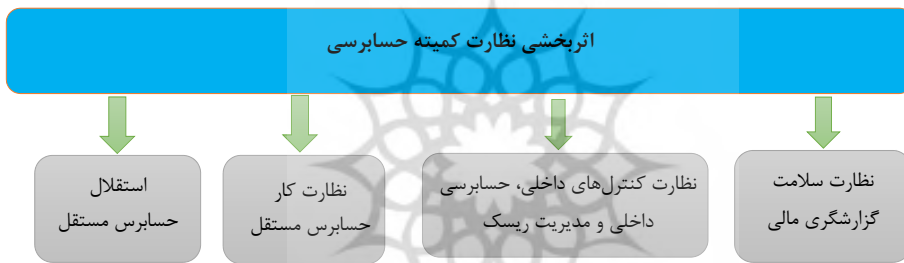 اثربخشی نظارت کمیته حسابرسی
نظارت سلامت
گزارشگری مالی
نظارت کنترل‌های داخلی، حسابرسی
داخلی و مدیریت ریسک
نظارت کار
حسابرس مستقل
استقلال
حسابرس مستقل